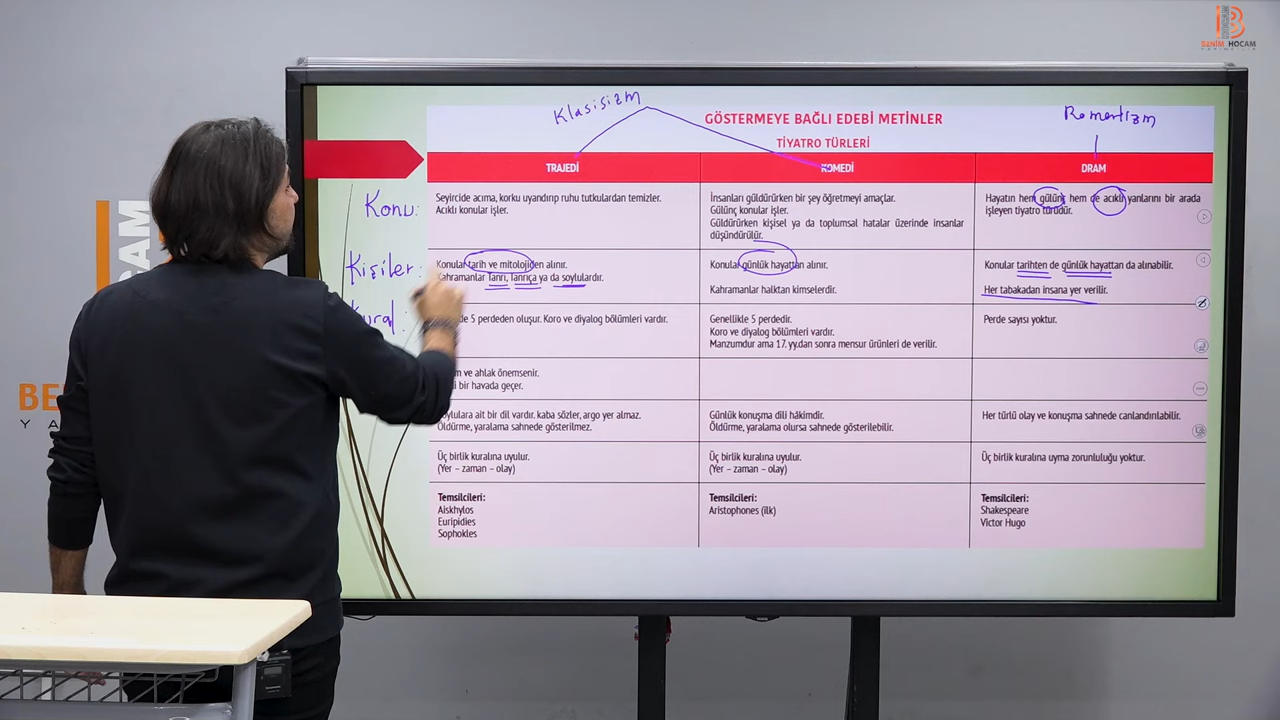 BENİM HOCAM
YAYINCILIK
Klasisizm
Romantizm
GÖSTERMEYE BAĞLI EDEBİ METİNLER
TİYATRO TÜRLERİ
TRAJEDİ
KOMEDİ
DRAM
Konu:
Seyircide acıma, korku uyandırıp ruhu tutkulardan temizler.
Acıklı konular işler.
İnsanları güldürürken bir şey öğretmeyi amaçlar.
Gülünç konular işler.
Güldürürken kişisel ya da toplumsal hatalar üzerinde insanlar
düşündürülür.
Hayatın hem gülünç hem de acıklı yanlarını bir arada
işleyen tiyatro türüdür.
Kişiler:
Konular tarih ve mitolojiden alınır.
Kahramanlar Tanrı, Tanrıça ya da soylulardır.
Konular günlük hayattan alınır.
Kahramanlar halktan kimselerdir.
Konular tarihten de günlük hayattan da alınabilir.
Her tabakadan insana yer verilir.
Kural
5 perdeden oluşur. Koro ve diyalog bölümleri vardır.
Genellikle 5 perdedir.
Koro ve diyalog bölümleri vardır.
Manzumdur ama 17. yy.dan sonra mensur ürünleri de verilir.
Perde sayısı yoktur.
ve ahlak önemsenir.
bir havada geçer.
Soylulara ait bir dil vardır. kaba sözler, argo yer almaz.
Öldürme, yaralama sahnede gösterilmez.
Günlük konuşma dili hâkimdir.
Öldürme, yaralama olursa sahnede gösterilebilir.
Her türlü olay ve konuşma sahnede canlandırılabilir.
Üç birlik kuralına uyulur.
(Yer – zaman – olay)
Üç birlik kuralına uyulur.
(Yer – zaman – olay)
Üç birlik kuralına uyma zorunluluğu yoktur.
Temsilcileri:
Aiskhylos
Euripidies
Sophokles
Temsilcileri:
Aristophones (ilk)
Temsilcileri:
Shakespeare
Victor Hugo